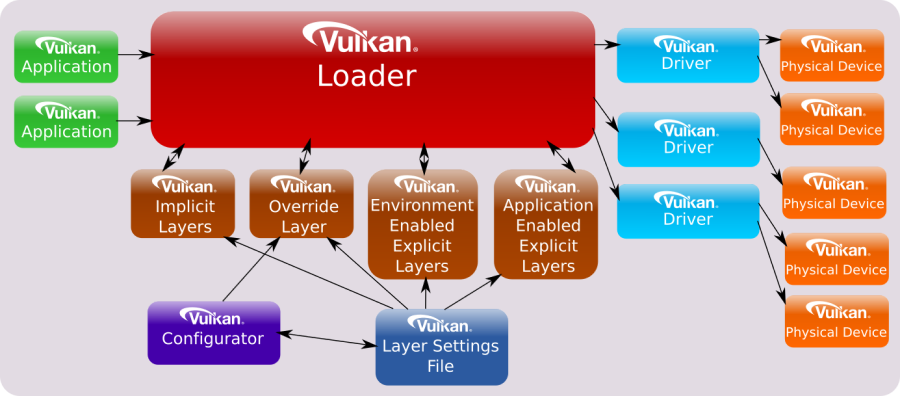 Vulkan®
Application
Vulkan®
Application
Vulkan®
Loader
Vulkan®
Driver
Vulkan®
Driver
Vulkan®
Driver
Vulkan®
Physical Device
Vulkan®
Physical Device
Vulkan®
Physical Device
Vulkan®
Physical Device
Vulkan®
Physical Device
Vulkan®
Implicit
Layers
Vulkan®
Override
Layer
Vulkan®
Environment
Enabled
Explicit
Layers
Vulkan®
Application
Enabled
Explicit
Layers
Vulkan®
Configurator
Vulkan®
Layer Settings
File